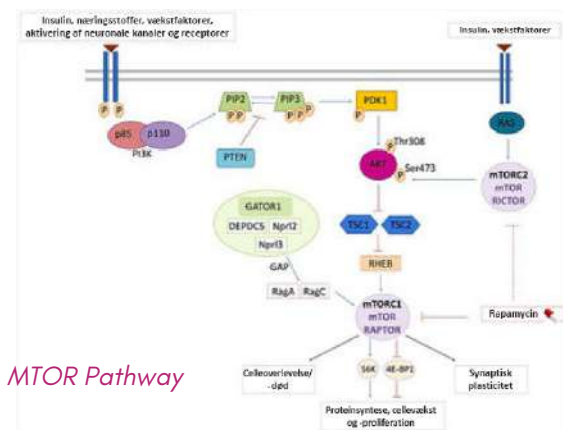 Insulin, næringsstoffer, vækstfaktorer,
aktivering af neuronale kanaler og receptorer
Insulin, vækstfaktorer
P P
p85 p110
PI3K
PIP2
P P
PIP3
P P P
PTEN
PDK1
P
P Thr308
AKT
P Ser473
RAS
mTORC2
mTOR
RICTOR
GATOR1
DEPDC5 Nprl2
Nprl3
GAP
RagA RagC
TSC1 TSC2
RHEB
mTORC1
mTOR
RAPTOR
Rapamycin
MTOR Pathway
Celleoverlevelse/
-død
S6K 4E-BP1
Synaptisk
plasticitet
Proteinsyntese, cellevækst
og -proliferation